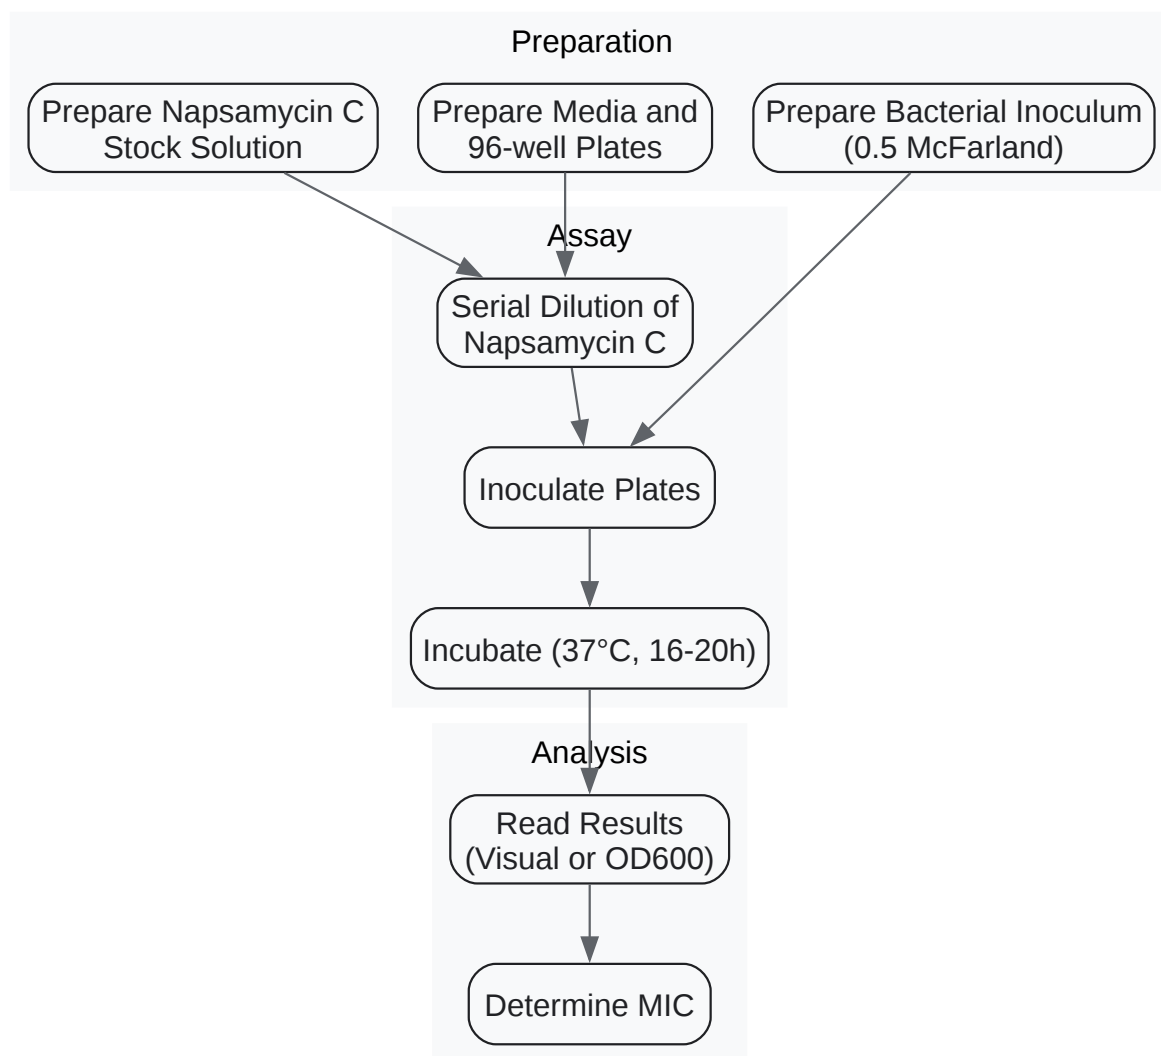 Preparation
Prepare Napsamycin C
Stock Solution
Prepare Media and
96-well Plates
Prepare Bacterial Inoculum
(0.5 McFarland)
Assay
Serial Dilution of
Napsamycin C
Inoculate Plates
Incubate (37°C, 16-20h)
Analysis
Read Results
(Visual or OD600)
Determine MIC